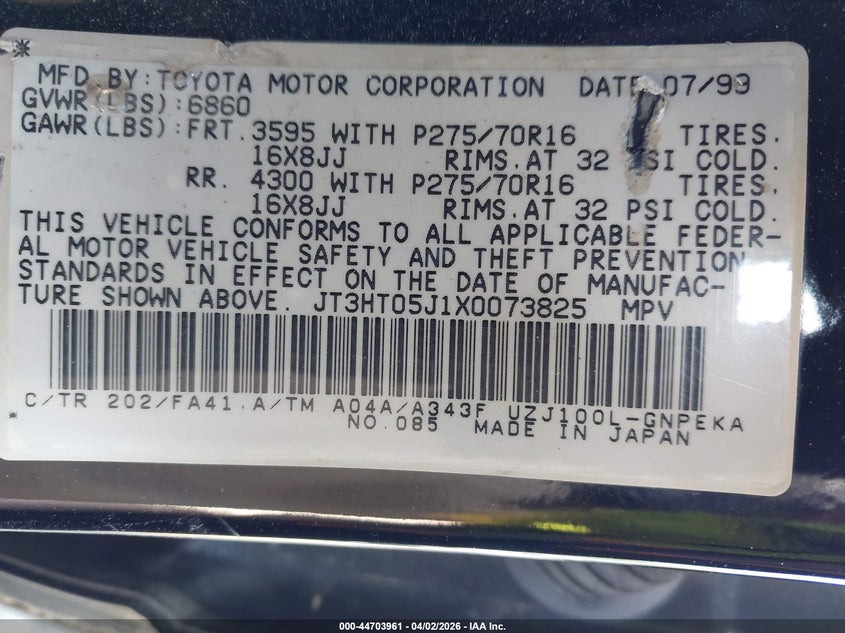 MFD BY: TOYOTA MOTOR CORPORATION DATE 07/99
GVWR(LBS):6860
GAWR(LBS):FRT. 3595 WITH P275/70R16 TIRES.
16X8JJ RIMS.AT 32 PSI COLD.
RR. 4300 WITH P275/70R16 TIRES,
16X8JJ RIMS.AT 32 PSI COLD.
THIS VEHICLE CONFORMS TO ALL APPLICABLE FEDER-
AL MOTOR VEHICLE SAFETY AND THEFT PREVENTION
STANDARDS IN EFFECT ON THE DATE OF MANUFAC-
TURE SHOWN ABOVE. JT3HT05J1X0073825 MPV
C/TR 202/FA41 A/TM A04A/A343F UZJ100L-GNPEKA
NO.085 MADE IN JAPAN
000-44703961 | 04/02/2026 - IAA Inc.